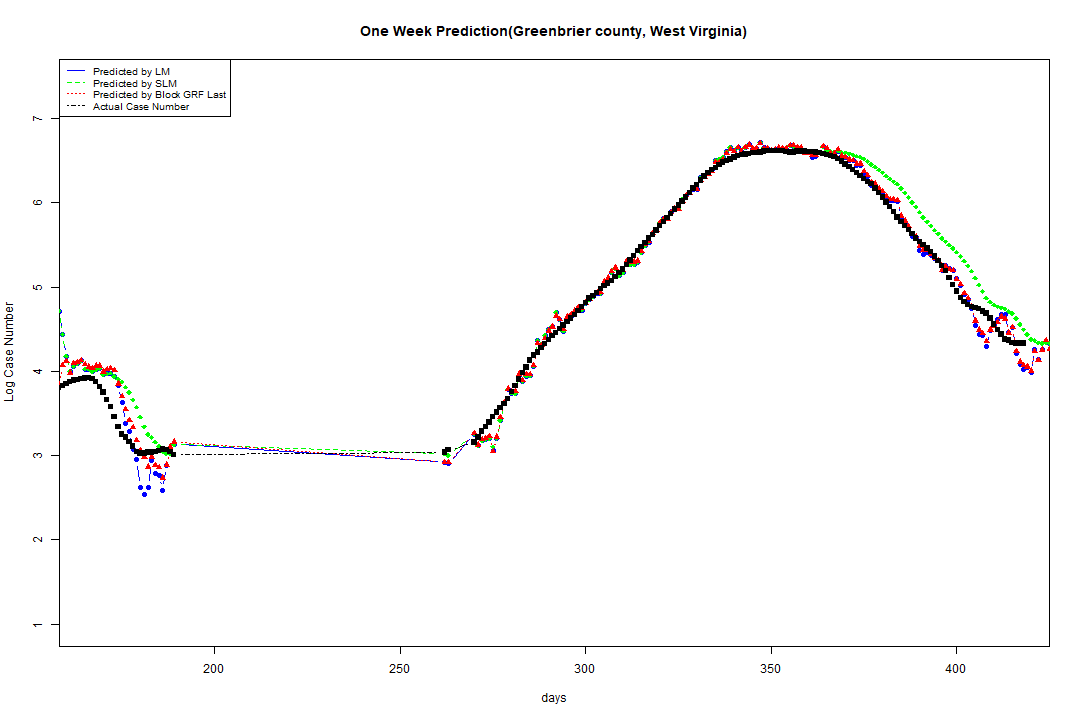 One Week Prediction(Greenbrier county, West Virginia)
Predicted by LM
Predicted by SLM
Predicted by Block GRF Last
Actual Case Number
Log Case Number
7
6
5
4
3
2
1
200 250 300 350 400
days